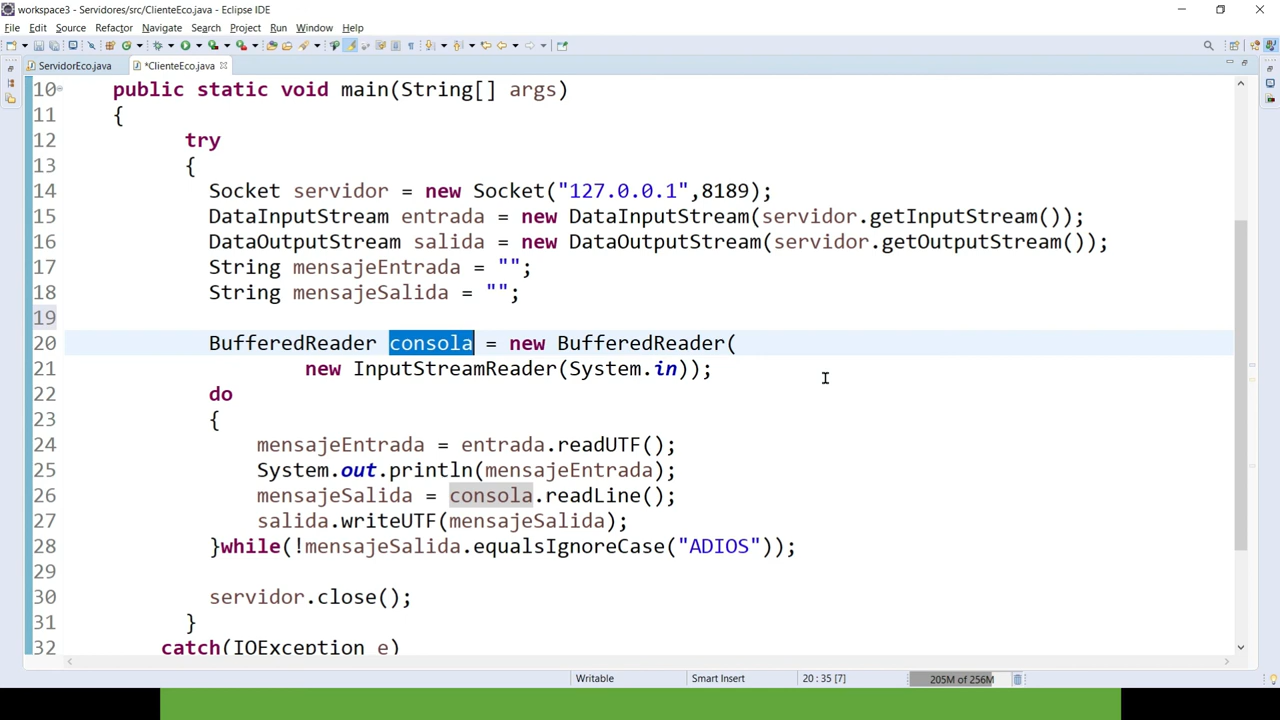 workspace3 - Servidores/src/ClienteEco.java - Eclipse IDE
File Edit Source Refactor Navigate Search Project Run Window Help
ServidorEco.java *ClienteEco.java
10 public static void main(String[] args)
11 {
12 try
13 {
14 Socket servidor = new Socket("127.0.0.1",8189);
15 DataInputStream entrada = new DataInputStream(servidor.getInputStream());
16 DataOutputStream salida = new DataOutputStream(servidor.getOutputStream());
17 String mensajeEntrada = "";
18 String mensajeSalida = "";
19
20 BufferedReader consola = new BufferedReader(
21 new InputStreamReader(System.in));
22 do
23 {
24 mensajeEntrada = entrada.readUTF();
25 System.out.println(mensajeEntrada);
26 mensajeSalida = consola.readLine();
27 salida.writeUTF(mensajeSalida);
28 }while(!mensajeSalida.equalsIgnoreCase("ADIOS"));
29
30 servidor.close();
31 }
32 catch(IOException e)
Writable Smart Insert 20 : 35 [7] 205M of 256M